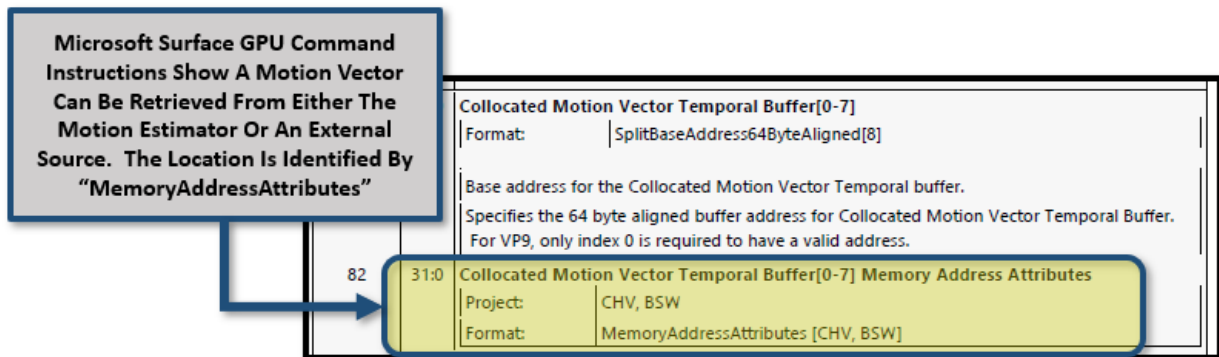 Microsoft Surface GPU Command
Instructions Show A Motion Vector
Can Be Retrieved From Either The
Motion Estimator Or An External
Source. The Location Is Identified By
“MemoryAddressAttributes”
Collocated Motion Vector Temporal Buffer[0-7]
Format: SplitBaseAddress64ByteAligned[8]
Base address for the Collocated Motion Vector Temporal buffer.
Specifies the 64 byte aligned buffer address for Collocated Motion Vector Temporal Buffer.
For VP9, only index 0 is required to have a valid address.
82 31:0 Collocated Motion Vector Temporal Buffer[0-7] Memory Address Attributes
Project: CHV, BSW
Format: MemoryAddressAttributes [CHV, BSW]